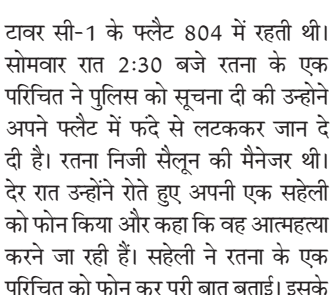 टावर सी-1 के फ्लैट 804 में रहती थी।
सोमवार रात 2:30 बजे रतना के एक
परिचित ने पुलिस को सूचना दी की उन्होने
अपने फ्लैट में फंदे से लटककर जान दे
दी है। रतना निजी सैलून की मैनेजर थी।
देर रात उन्होंने रोते हुए अपनी एक सहेली
को फोन किया और कहा कि वह आत्महत्या
करने जा रही हैं। सहेली ने रतना के एक
परिचित को फोन कर पूरी बात बताई। इसके